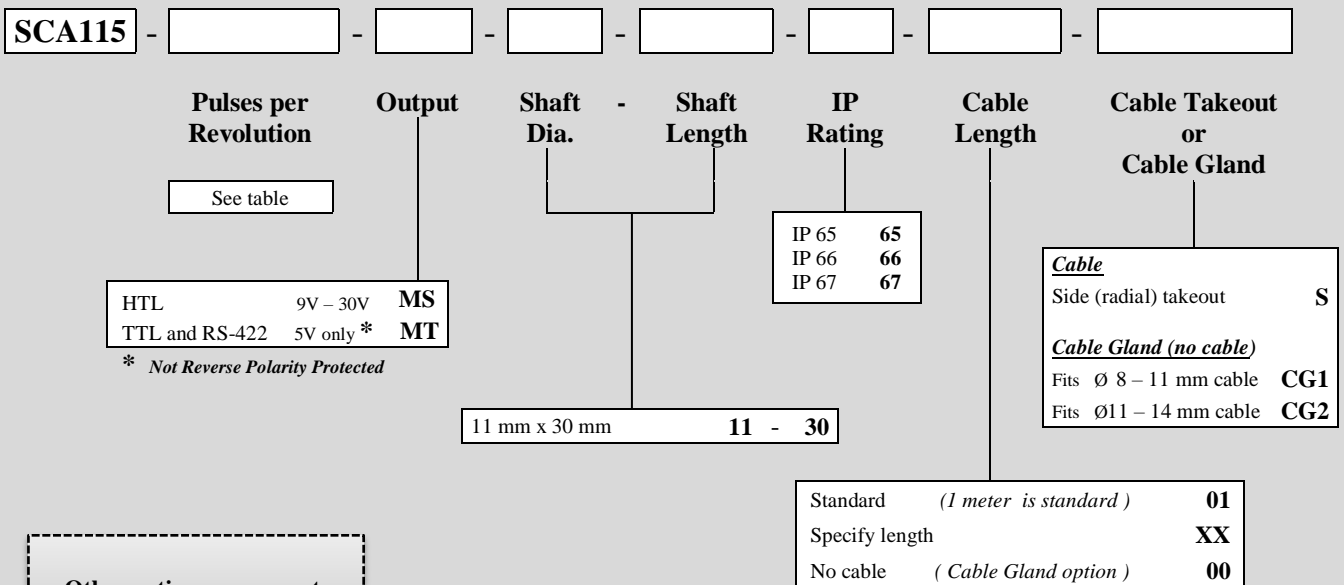 SCA115 - - - - - - -
Pulses per Revolution
Output
Shaft Dia. - Shaft Length
IP Rating
Cable Length
Cable Takeout or Cable Gland
See table
HTL 9V – 30V MS
TTL and RS-422 5V only * MT
* Not Reverse Polarity Protected
11 mm x 30 mm 11 - 30
IP 65 65
IP 66 66
IP 67 67
Cable
Side (radial) takeout S
Cable Gland (no cable)
Fits Ø 8 – 11 mm cable CG1
Fits Ø11 – 14 mm cable CG2
Standard (1 meter is standard ) 01
Specify length XX
No cable ( Cable Gland option ) 00